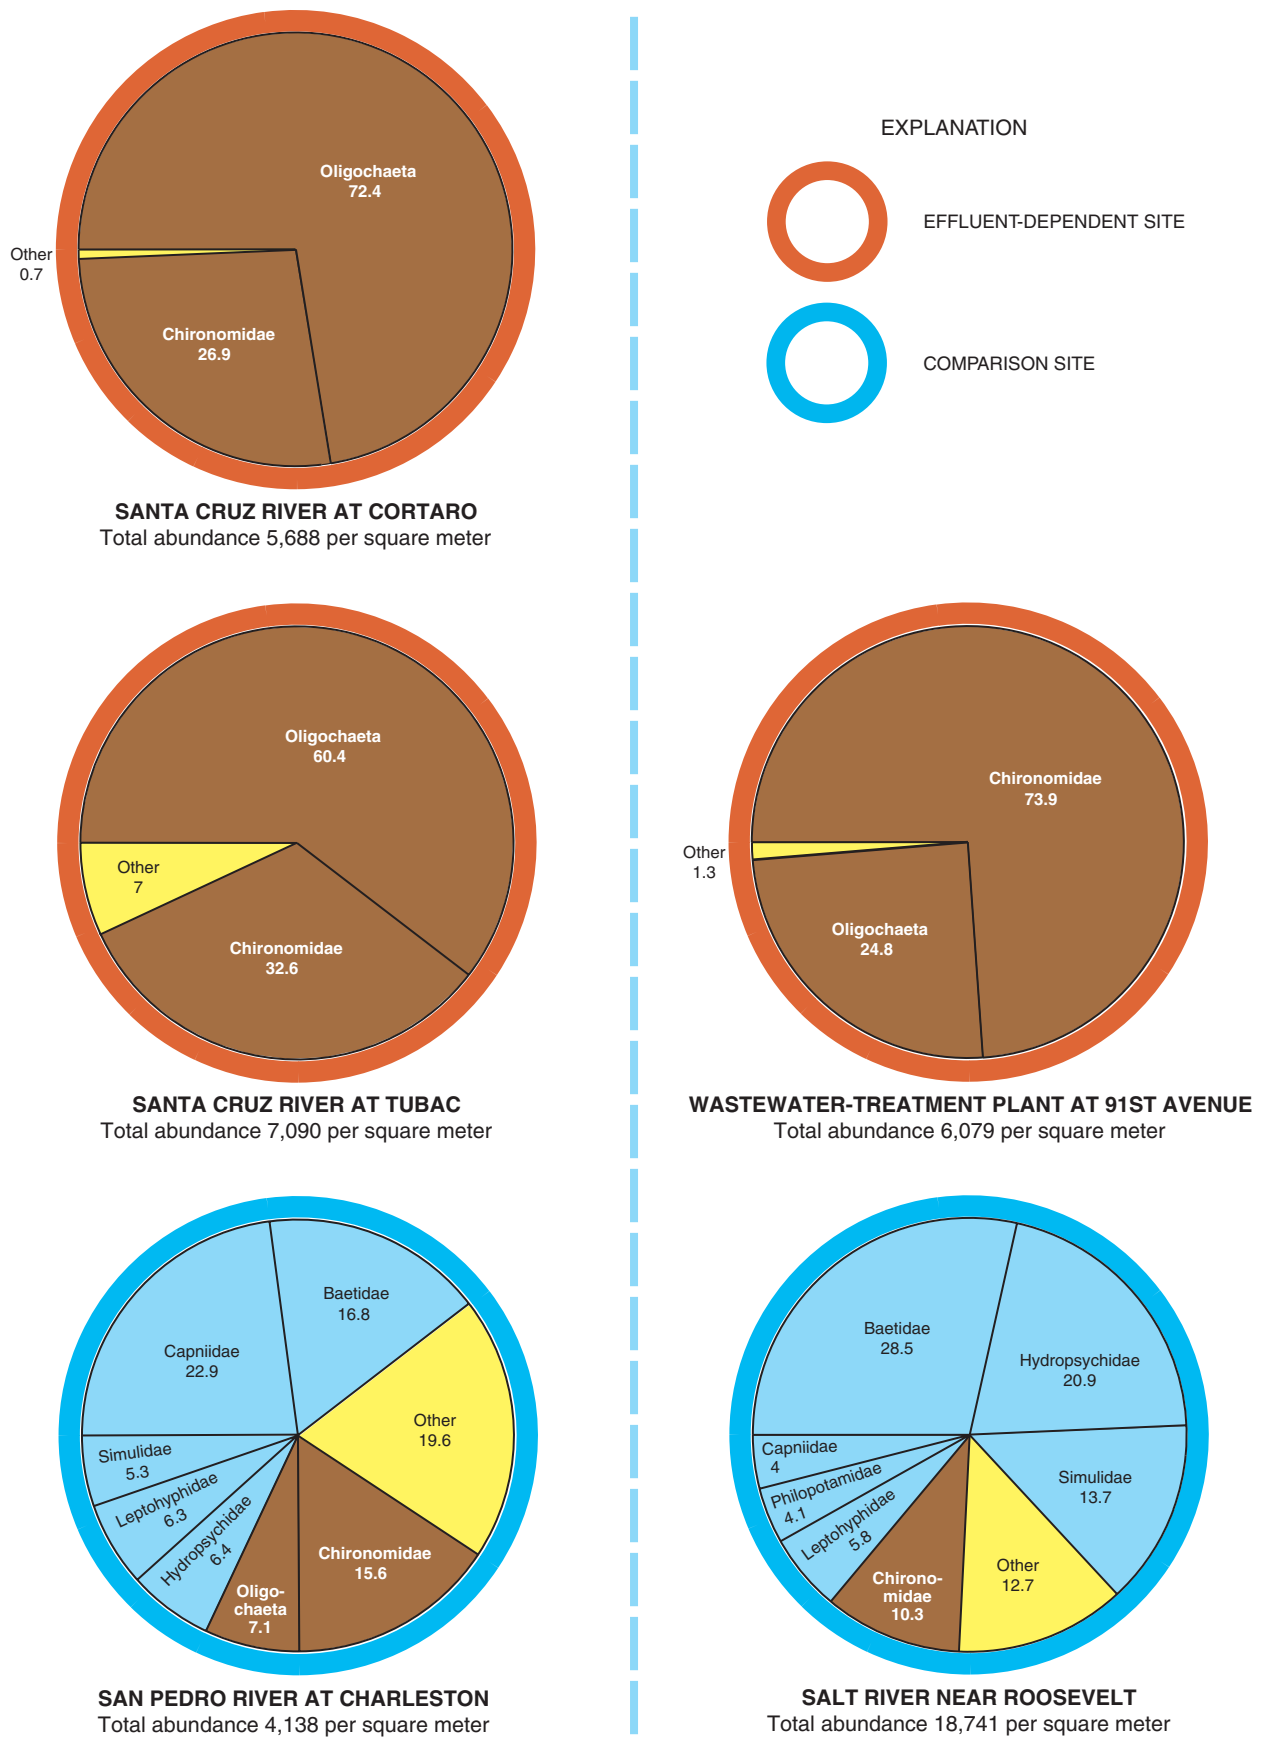 Oligochaeta
72.4
Other
0.7
Chironomidae
26.9
SANTA CRUZ RIVER AT CORTARO
Total abundance 5,688 per square meter
EXPLANATION
EFFLUENT-DEPENDENT SITE
COMPARISON SITE
Oligochaeta
60.4
Other
7
Chironomidae
32.6
SANTA CRUZ RIVER AT TUBAC
Total abundance 7,090 per square meter
Chironomidae
73.9
Other
1.3
Oligochaeta
24.8
WASTEWATER-TREATMENT PLANT AT 91ST AVENUE
Total abundance 6,079 per square meter
Baetidae
16.8
Capniidae
22.9
Other
19.6
Simulidae
5.3
Leptohyphidae
6.3
Hydropsychidae
6.4
Oligo-
chaeta
7.1
Chironomidae
15.6
SAN PEDRO RIVER AT CHARLESTON
Total abundance 4,138 per square meter
Baetidae
28.5
Hydropsychidae
20.9
Capniidae
4
Philopotamidae
4.1
Leptohyphidae
5.8
Simulidae
13.7
Chirono-
midae
10.3
Other
12.7
SALT RIVER NEAR ROOSEVELT
Total abundance 18,741 per square meter